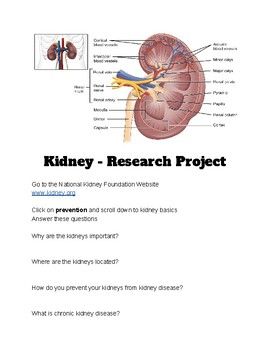 Cortical
blood vessels
Interlobar
blood vessels
Renal vein
Renal
nerve
Renal artery
Medulla
Ureter
Capsule
Arcuate
blood vessels
Minor calyx
Major calyx
Renal pelvis
Pyramid
Papilla
Renal column
Cortex
Kidney - Research Project
Go to the National Kidney Foundation Website
www.kidney.org
Click on prevention and scroll down to kidney basics
Answer these questions
Why are the kidneys important?
Where are the kidneys located?
How do you prevent your kidneys from kidney disease?
What is chronic kidney disease?